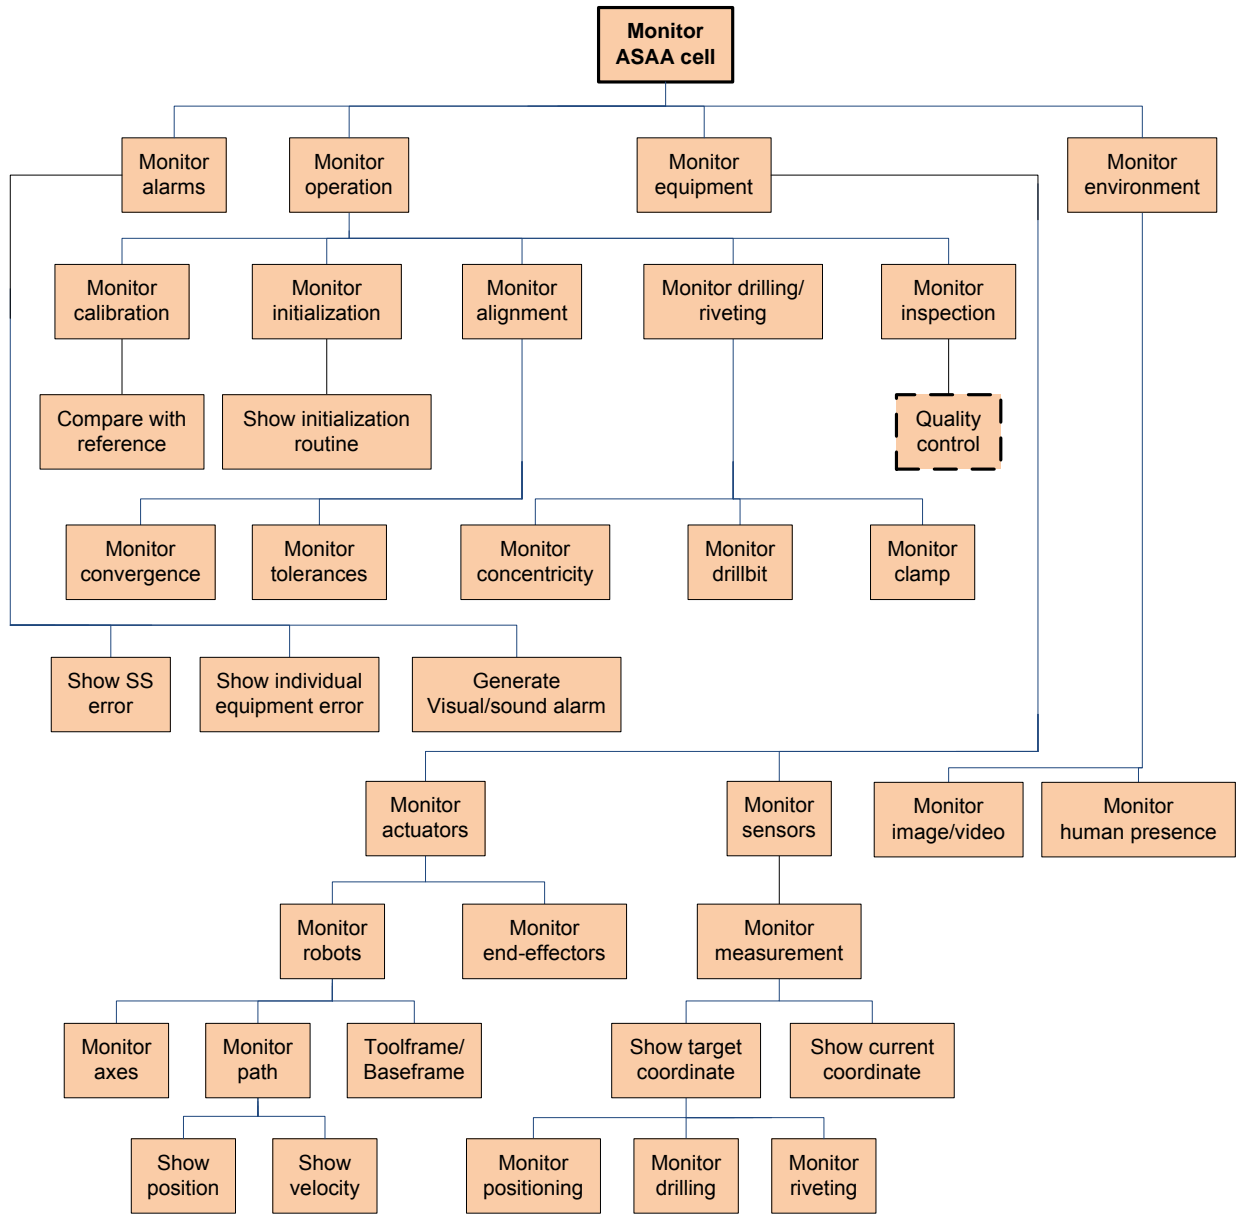 Monitor
ASAA cell
Monitor
alarms
Monitor
operation
Monitor
equipment
Monitor
environment
Monitor
calibration
Monitor
initialization
Monitor
alignment
Monitor drilling/
riveting
Monitor
inspection
Compare with
reference
Show initialization
routine
Quality
control
Monitor
convergence
Monitor
tolerances
Monitor
concentricity
Monitor
drillbit
Monitor
clamp
Show SS
error
Show individual
equipment error
Generate
Visual/sound alarm
Monitor
actuators
Monitor
sensors
Monitor
image/video
Monitor
human presence
Monitor
robots
Monitor
end-effectors
Monitor
measurement
Monitor
axes
Monitor
path
Toolframe/
Baseframe
Show target
coordinate
Show current
coordinate
Show
position
Show
velocity
Monitor
positioning
Monitor
drilling
Monitor
riveting